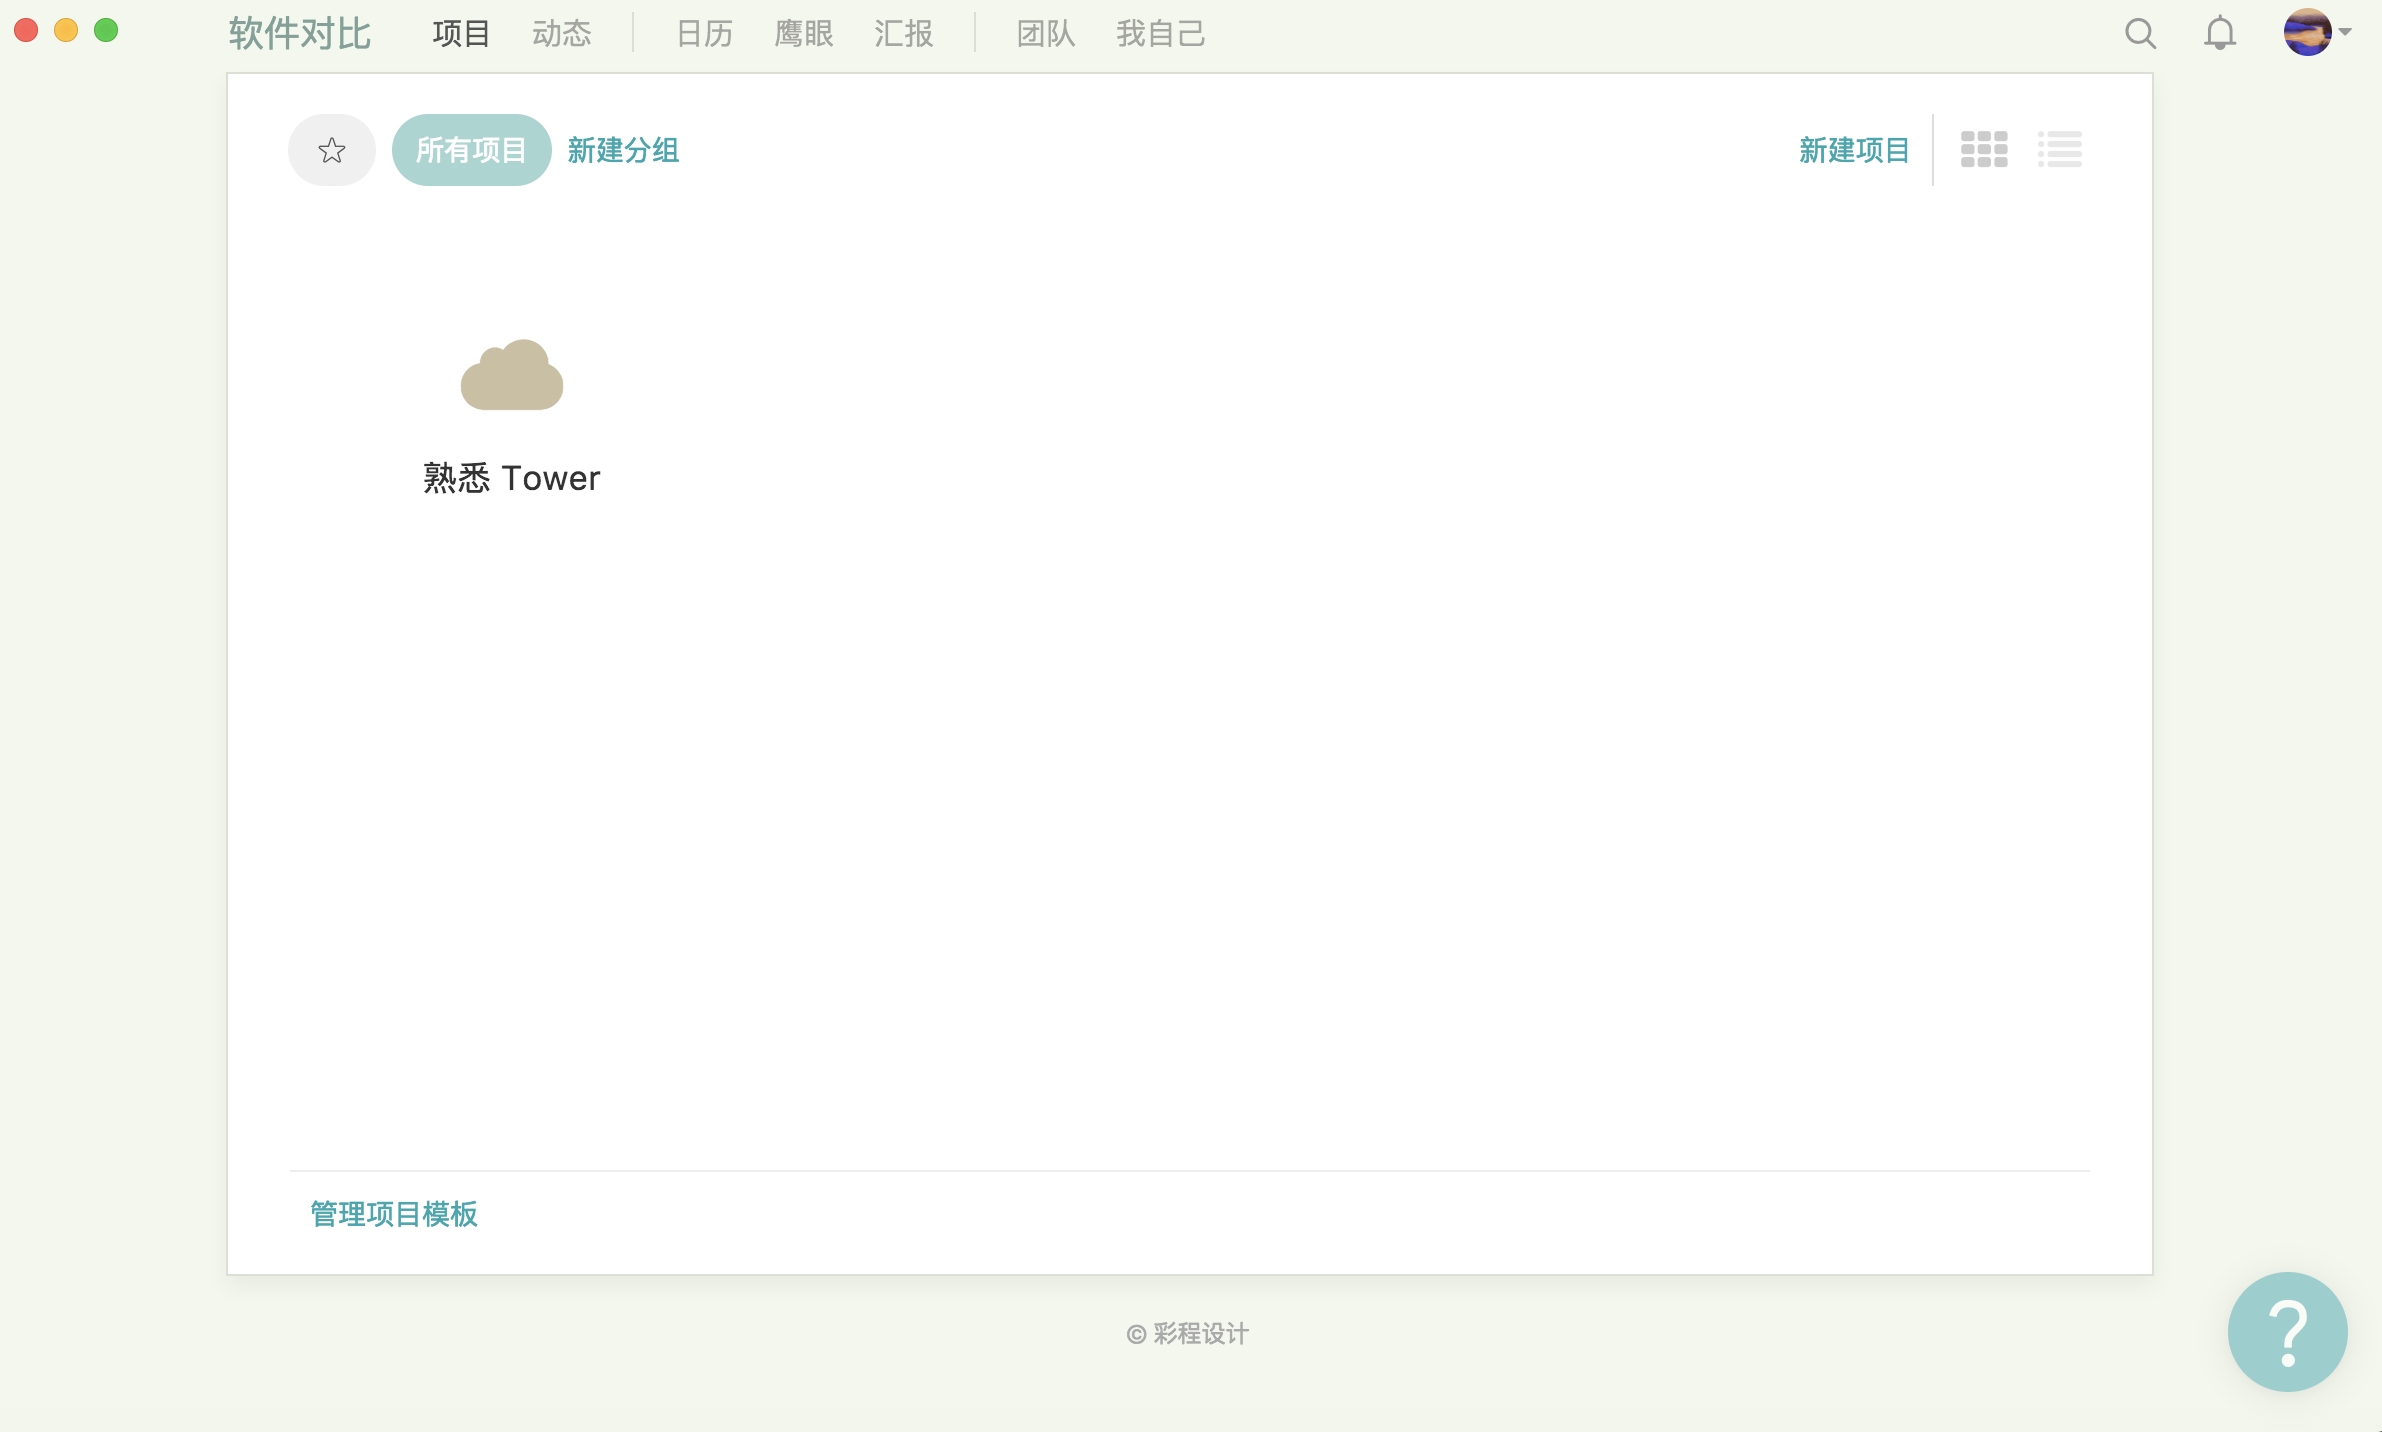 软件对比 项目 动态 日历 鹰眼 汇报 团队 我自己
所有项目 新建分组 新建项目
熟悉 Tower
管理项目模板
© 彩程设计
?